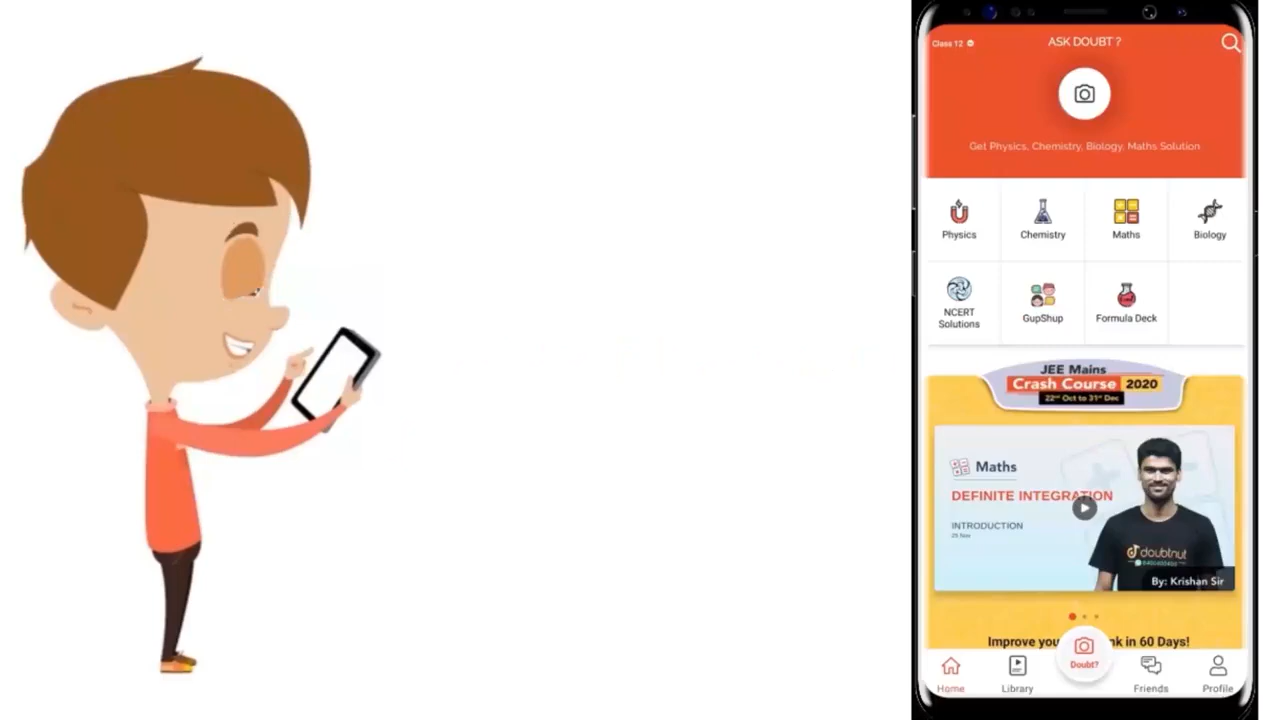 Class 12
ASK DOUBT ?
Get Physics, Chemistry, Biology, Maths Solution
Physics
Chemistry
Maths
Biology
NCERT
Solutions
GupShup
Formula Deck
JEE Mains
Crash Course 2020
22nd Oct to 31st Dec
Maths
DEFINITE INTEGRATION
INTRODUCTION
doubtnut
By: Krishan Sir
Improve you nk in 60 Days!
Doubt?
Home
Library
Friends
Profile